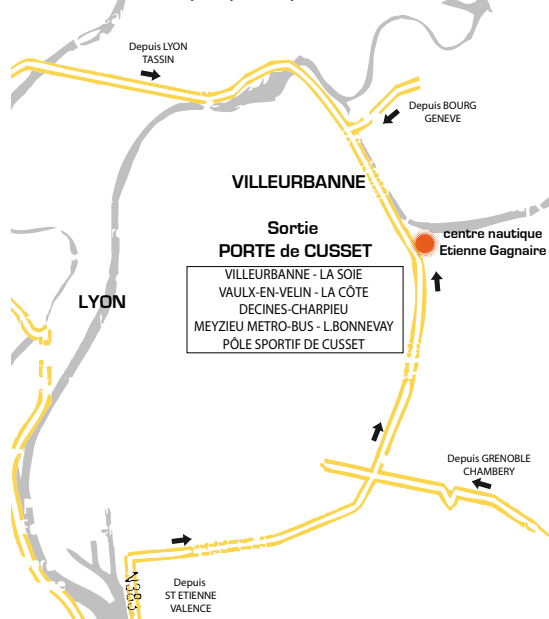 Depuis LYON
TASSIN
Depuis BOURG
GENEVE
VILLEURBANNE
centre nautique
Etienne Gagnaire
Sortie
PORTE de CUSSET
VILLEURBANNE - LA SOIE
VAULX-EN-VELIN - LA CÔTE
DECINES-CHARPIEU
MEYZIEU METRO-BUS - L.BONNEVAY
PÔLE SPORTIF DE CUSSET
LYON
Depuis GRENOBLE
CHAMBERY
N383
Depuis
ST ETIENNE
VALENCE